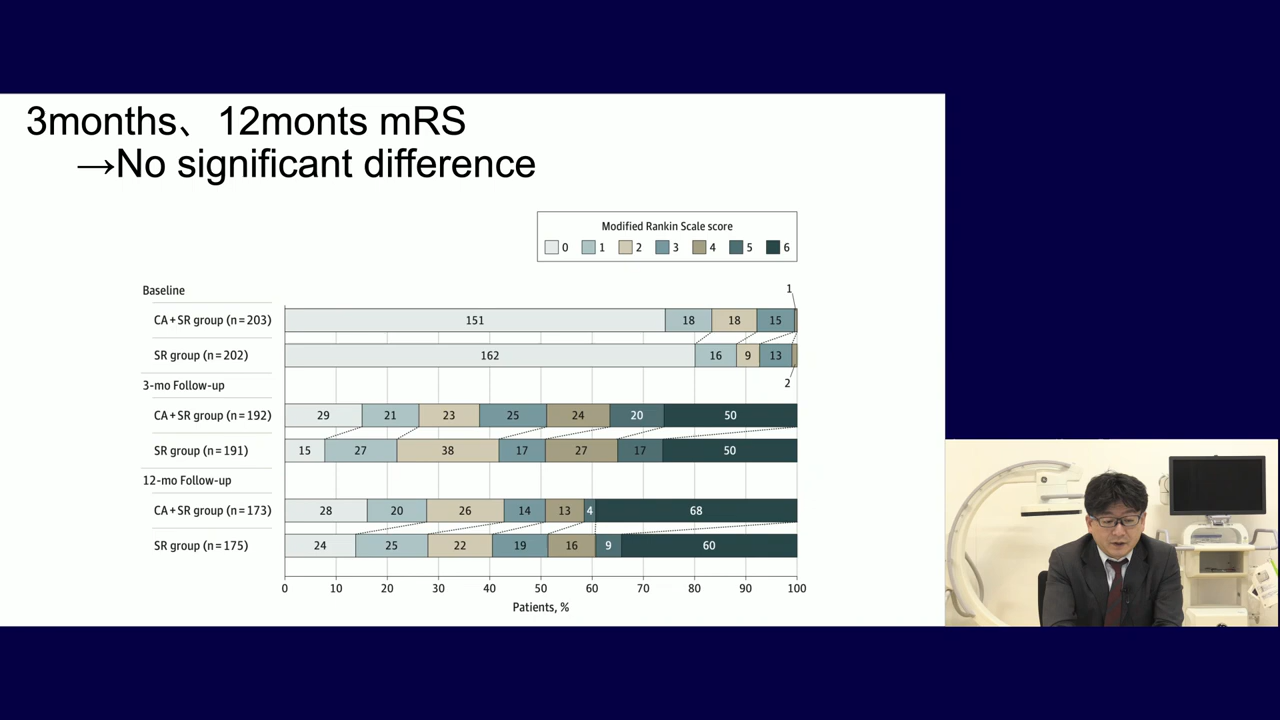 3months、12monts mRS
→No significant difference
Modified Rankin Scale score
0 1 2 3 4 5 6
Baseline
1
CA+SR group (n=203) 151 18 18 15
SR group (n=202) 162 16 9 13
2
3-mo Follow-up
CA+SR group (n=192) 29 21 23 25 24 20 50
SR group (n=191) 15 27 38 17 27 17 50
12-mo Follow-up
CA+SR group (n=173) 28 20 26 14 13 4 68
SR group (n=175) 24 25 22 19 16 9 60
0 10 20 30 40 50 60 70 80 90 100
Patients, %